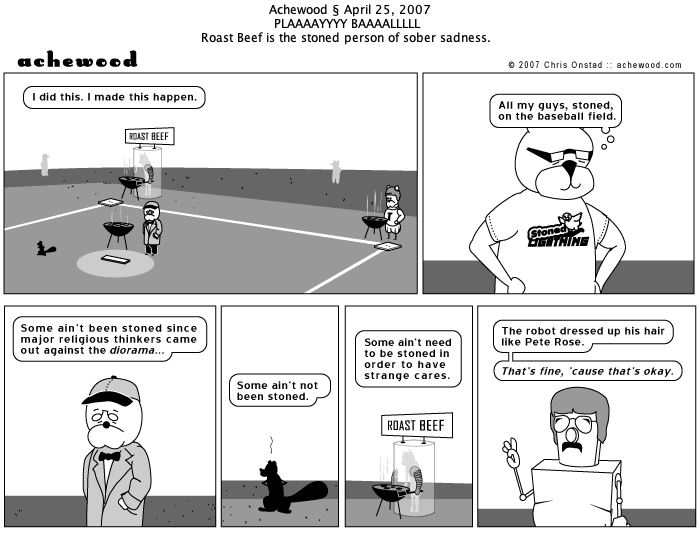 Achewood § April 25, 2007
PLAAAAYYYY BAAAALLLLL
Roast Beef is the stoned person of sober sadness.
achewood
© 2007 Chris Onstad :: achewood.com
I did this. I made this happen.
ROAST BEEF
All my guys, stoned,
on the baseball field.
Stoned
Some ain't been stoned since
major religious thinkers came
out against the diorama...
Some ain't not
been stoned.
Some ain't need
to be stoned in
order to have
strange cares.
ROAST BEEF
The robot dressed up his hair
like Pete Rose.
That's fine, 'cause that's okay.